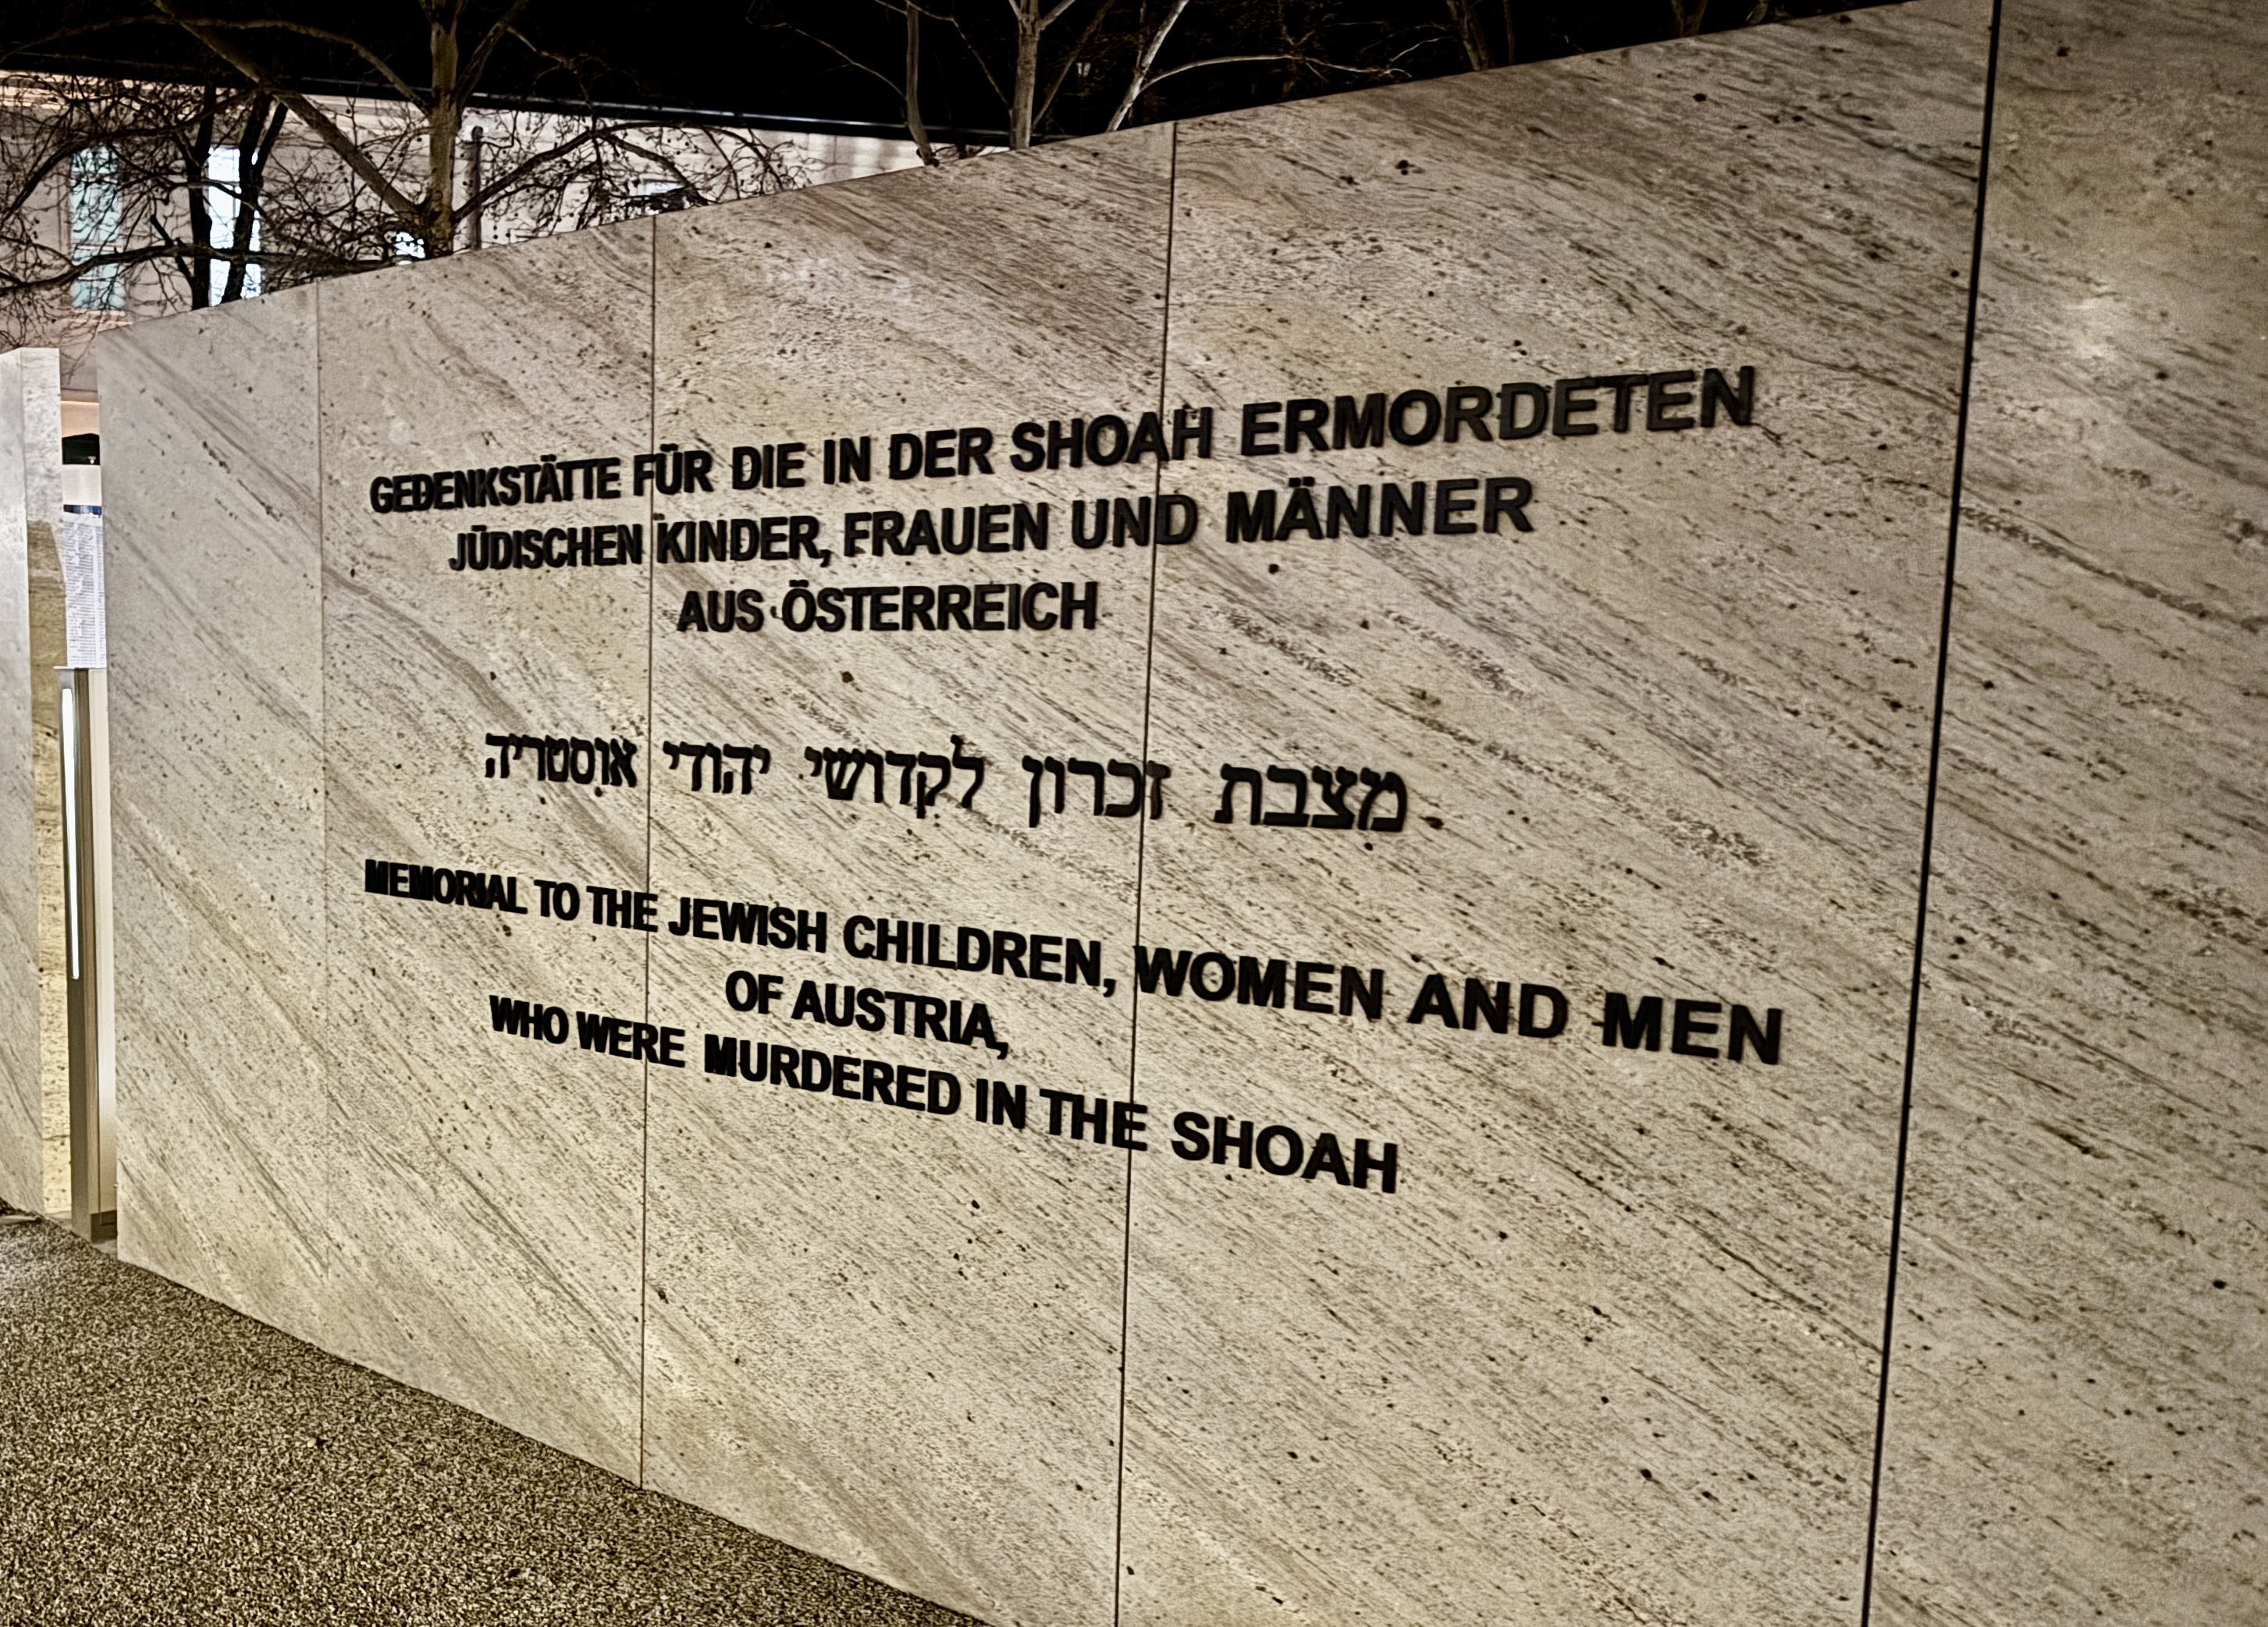 GEDENKSTÄTTE FÜR DIE IN DER SHOAH ERMORDETEN
JÜDISCHEN KINDER, FRAUEN UND MÄNNER
AUS ÖSTERREICH
מצבת זכרון לקדושי יהודי אוסטריה
MEMORIAL TO THE JEWISH CHILDREN, WOMEN AND MEN
OF AUSTRIA,
WHO WERE MURDERED IN THE SHOAH